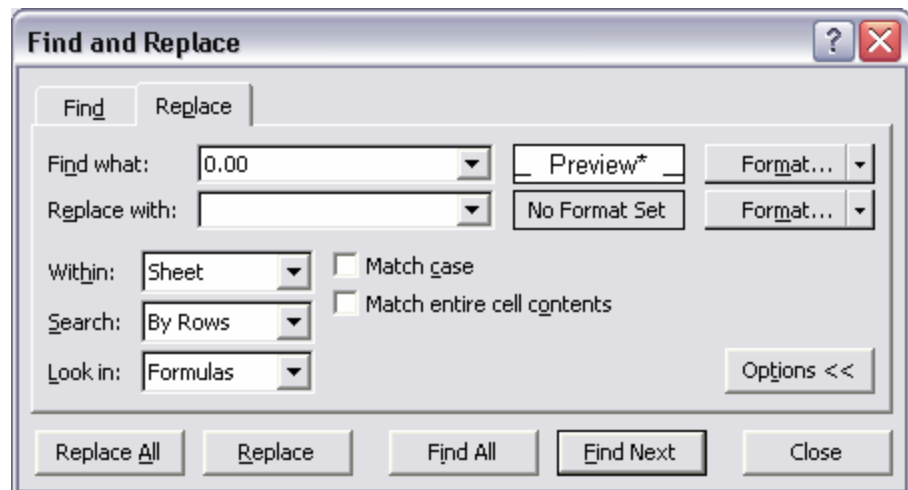 Find and Replace ?
Find Replace
Find what: 0.00 _ Preview* _ Format...
Replace with: No Format Set Format...
Within: Sheet Match case
Match entire cell contents
Search: By Rows
Look in: Formulas Options <<
Replace All Replace Find All Find Next Close